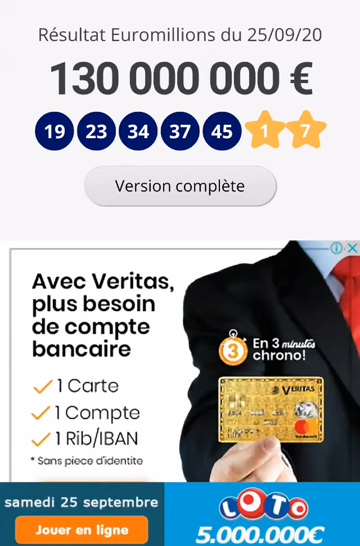 Résultat Euromillions du 25/09/20
130 000 000 €
19 23 34 37 45 1 7
Version complète
Avec Veritas,
plus besoin
de compte
bancaire
En 3 minutes
chrono!
3
1 Carte
1 Compte
1 Rib/IBAN
* Sans piece d'identite
VERITAS
samedi 25 septembre
Jouer en ligne
LOTO
5.000.000€